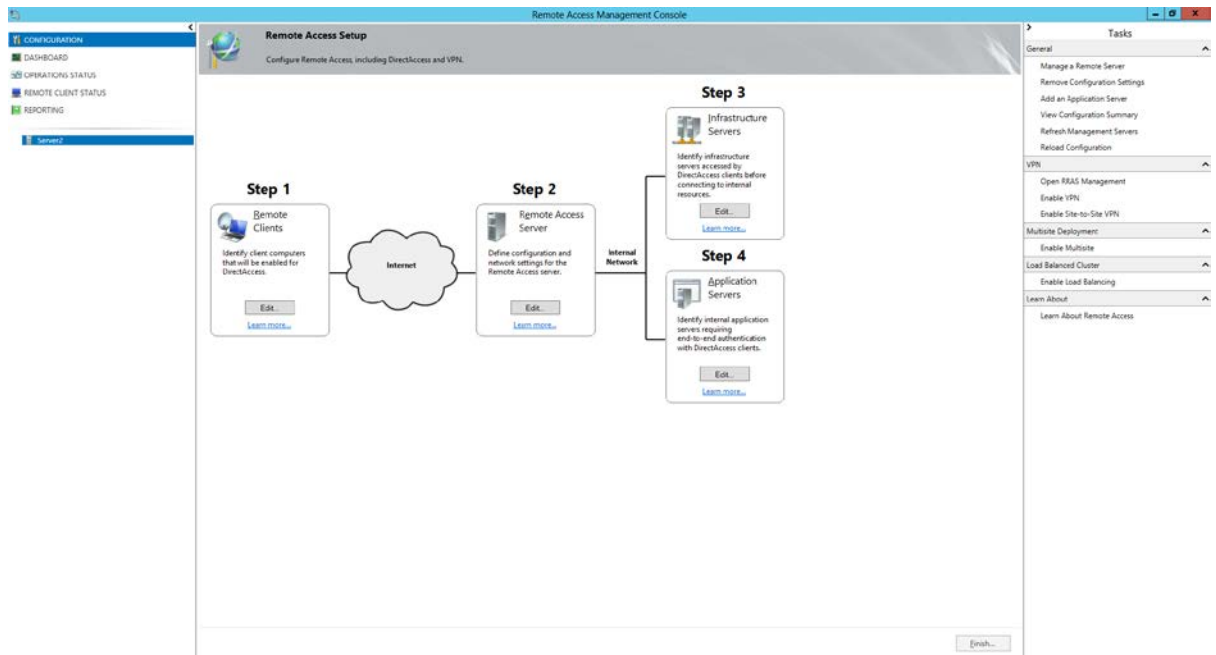 Remote Access Management Console
CONFIGURATION
DASHBOARD
OPERATIONS STATUS
REMOTE CLIENT STATUS
REPORTING
Server2
Remote Access Setup
Configure Remote Access, including DirectAccess and VPN.
Step 1
Remote
Clients
Identify client computers
that will be enabled for
DirectAccess.
Edit...
Learn more...
Internet
Step 2
Remote Access
Server
Define configuration and
network settings for the
Remote Access server.
Edit...
Learn more...
Internal
Network
Step 3
Infrastructure
Servers
Identify infrastructure
servers accessed by
DirectAccess clients before
connecting to internal
resources.
Edit...
Learn more...
Step 4
Application
Servers
Identify internal application
servers requiring
end-to-end authentication
with DirectAccess clients.
Edit...
Learn more...
Finish...
Tasks
General
Manage a Remote Server
Remove Configuration Settings
Add an Application Server
View Configuration Summary
Refresh Management Servers
Reload Configuration
VPN
Open RRAS Management
Enable VPN
Enable Site-to-Site VPN
Multisite Deployment
Enable Multisite
Load Balanced Cluster
Enable Load Balancing
Learn About
Learn About Remote Access